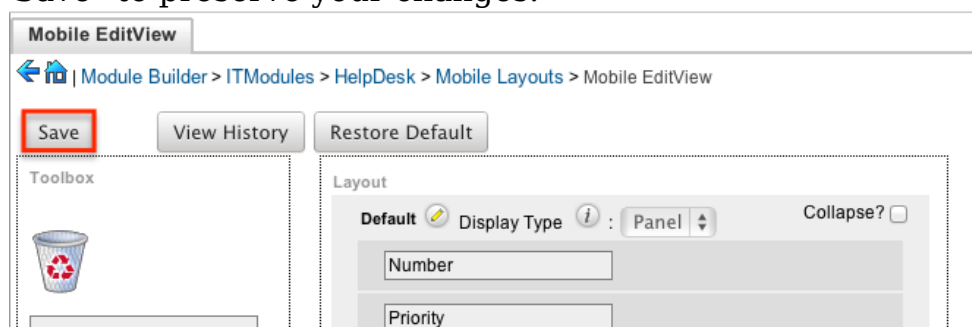 Save" to preserve your changes.
Mobile EditView
| Module Builder > ITModules > HelpDesk > Mobile Layouts > Mobile EditView
Save View History Restore Default
Toolbox
Layout
Default Display Type i : Panel Collapse?
Number
Priority